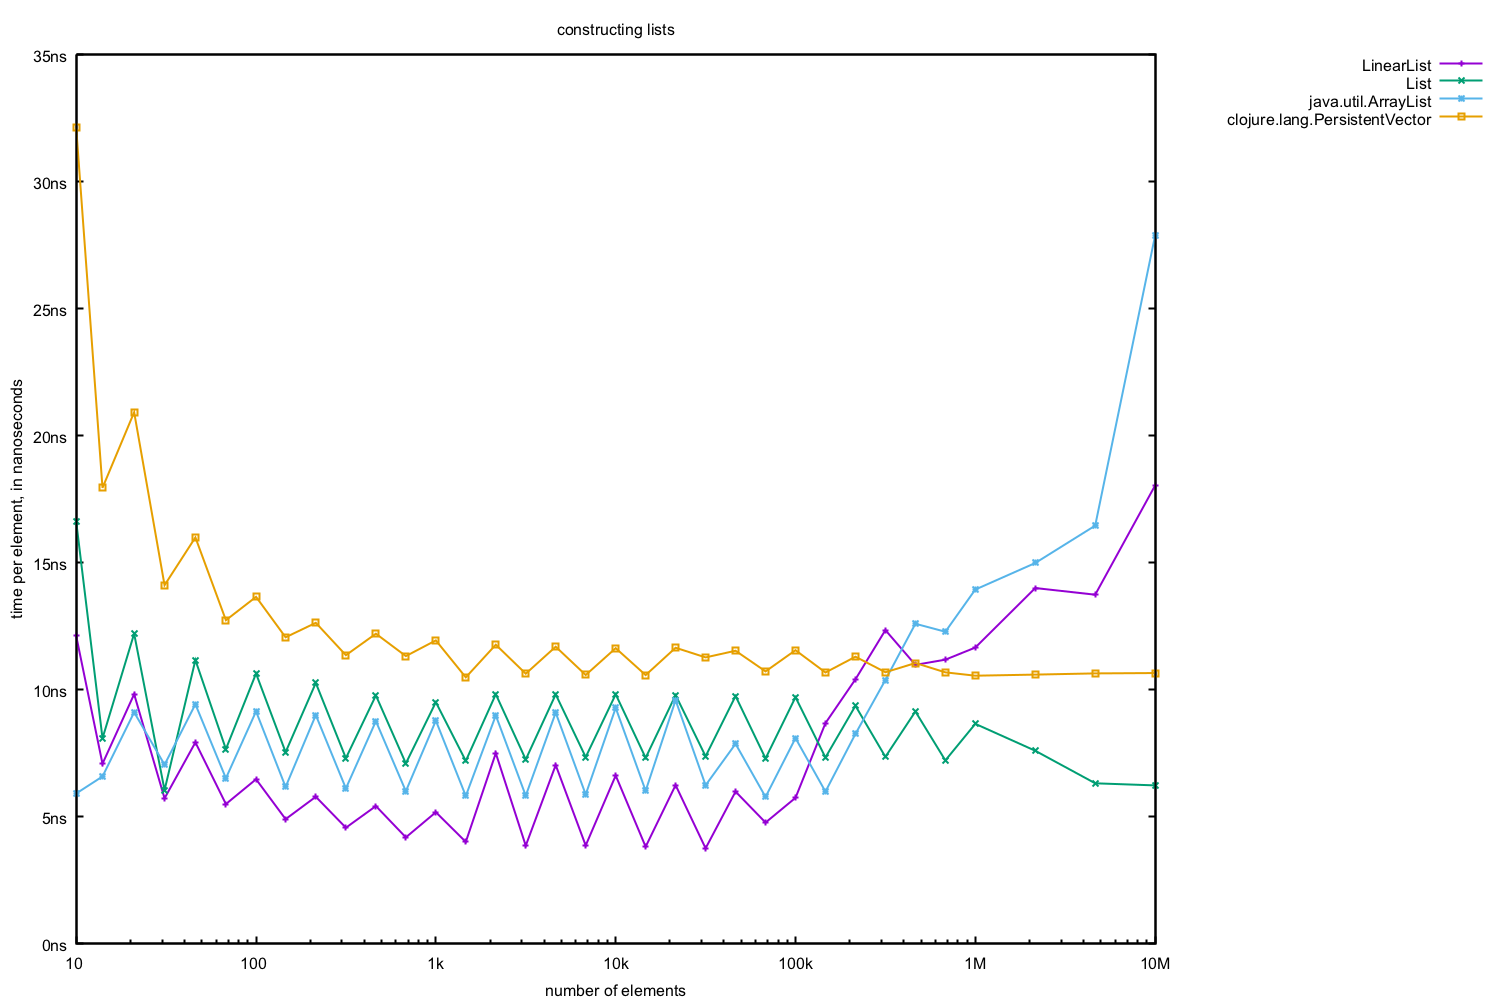 constructing lists
LinearList
List
java.util.ArrayList
clojure.lang.PersistentVector
35ns
30ns
25ns
20ns
15ns
10ns
5ns
0ns
time per element, in nanoseconds
10 100 1k 10k 100k 1M 10M
number of elements